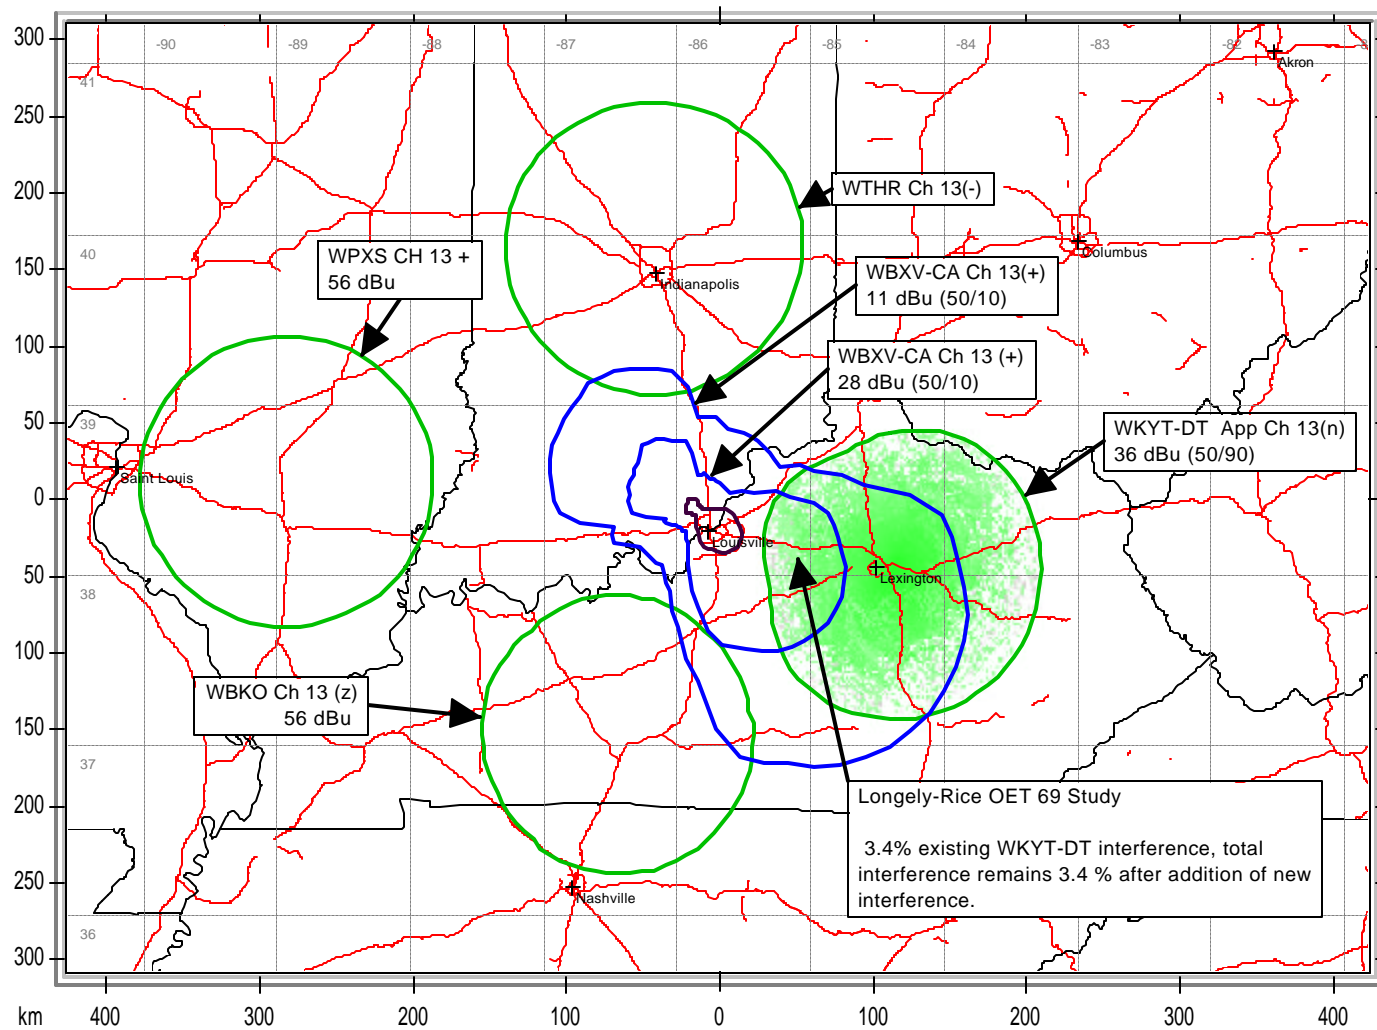 -90 -89 -88 -87 -86 -85 -84 -83 -82
300
Akron
41
250
200
WTHR Ch 13(-)
Columbus
WPXS CH 13 +
56 dBu
40
150
WBXV-CA Ch 13(+)
11 dBu (50/10)
Indianapolis
100
WBXV-CA Ch 13 (+)
28 dBu (50/10)
50
39
WKYT-DT App Ch 13(n)
36 dBu (50/90)
Saint Louis
0
50
Louisville
Lexington
38
100
WBKO Ch 13 (z)
56 dBu
150
37
200
Longely-Rice OET 69 Study
3.4% existing WKYT-DT interference, total
interference remains 3.4 % after addition of new
interference.
250
Nashville
36
300
km 400 300 200 100 0 100 200 300 400